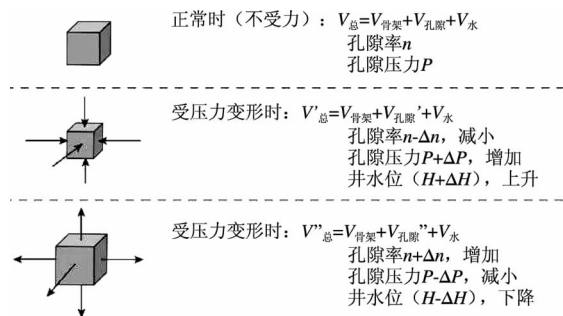 正常时（不受力）：V总=V骨架+V孔隙+V水
孔隙率n
孔隙压力P
受压力变形时：V’总=V骨架+V孔隙’+V水
孔隙率n-Δn，减小
孔隙压力P+ΔP，增加
井水位（H+ΔH），上升
受压力变形时：V”总=V骨架+V孔隙”+V水
孔隙率n+Δn，增加
孔隙压力P-ΔP，减小
井水位（H-ΔH），下降